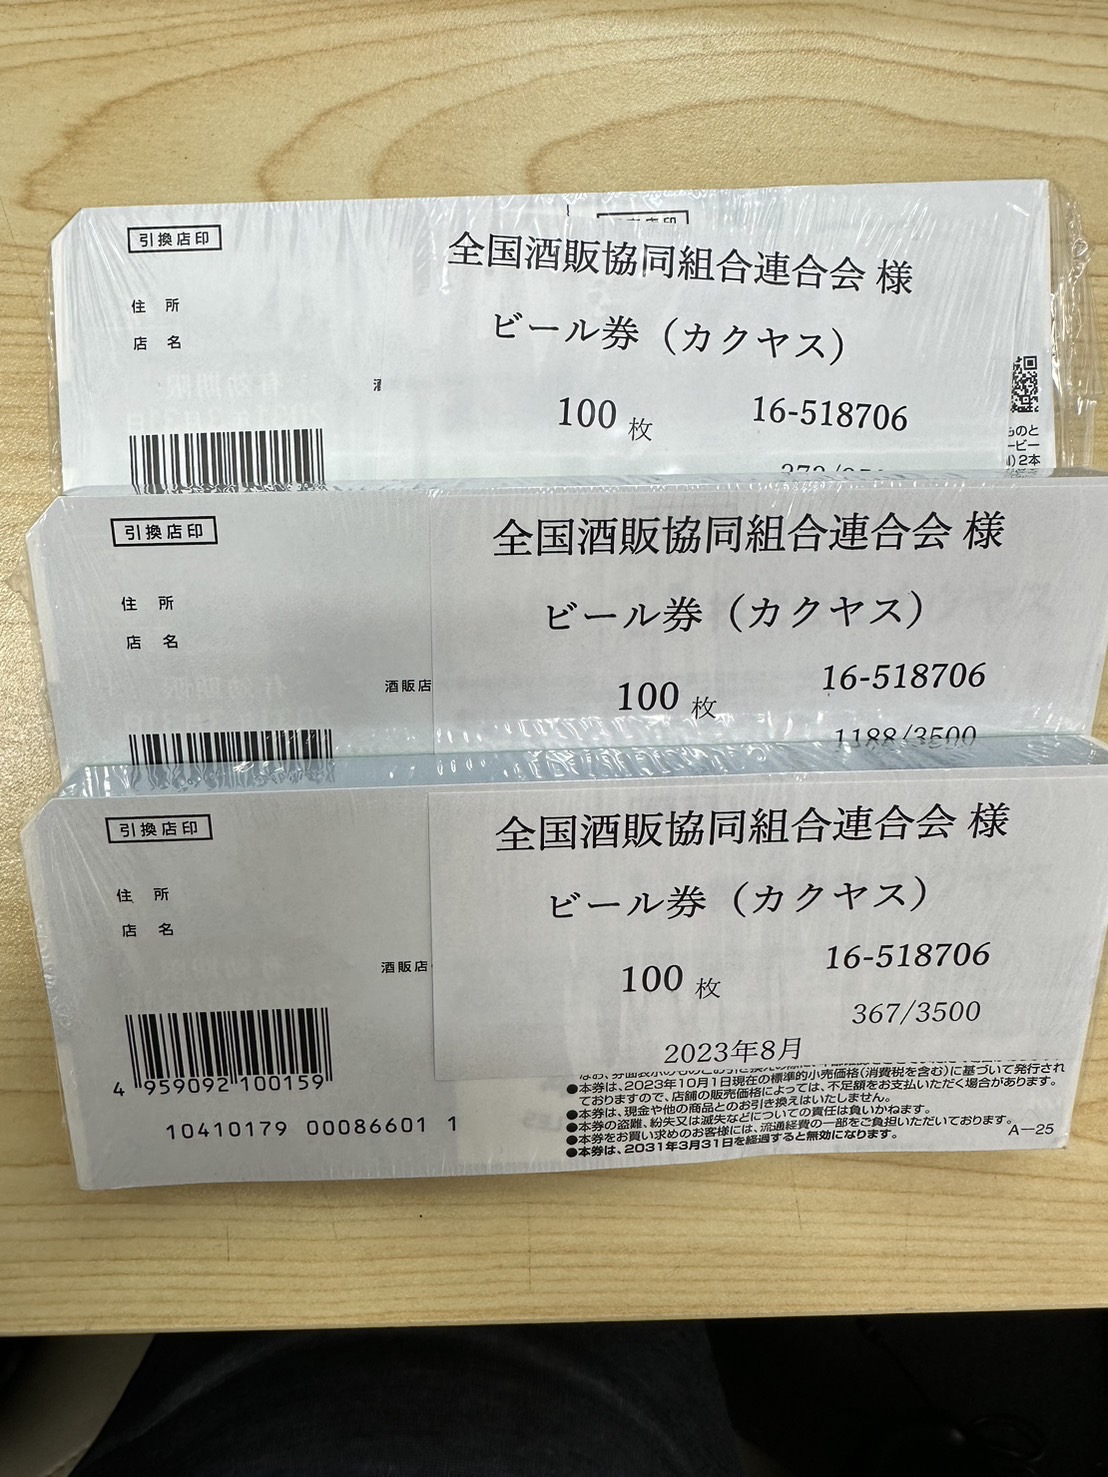 引換店印
全国酒販協同組合連合会 様
住 所
ビール券（カクヤス）
店 名
100 枚
16-518706
ものと
ービー
2本
引換店印
全国酒販協同組合連合会 様
住 所
ビール券（カクヤス）
店 名
酒販店
100 枚
16-518706
1188/3500
引換店印
全国酒販協同組合連合会 様
住 所
ビール券（カクヤス）
店 名
酒販店
100 枚
16-518706
367/3500
2023年8月
4 959092 100159
10410179 00086601 1
●本券は、2023年10月1日現在の標準的小売価格(消費税を含む)に基づいて発行され
ておりますので、店舗の販売価格によっては、不足額をお支払いただく場合があります。
●本券は、現金や他の商品とのお引き換えはいたしません。
●本券の盗難、紛失又は滅失などについての責任は負いかねます。
●本券をお買い求めのお客様には、流通経費の一部をご負担いただいております。
●本券は、2031年3月31日を経過すると無効になります。
A－25